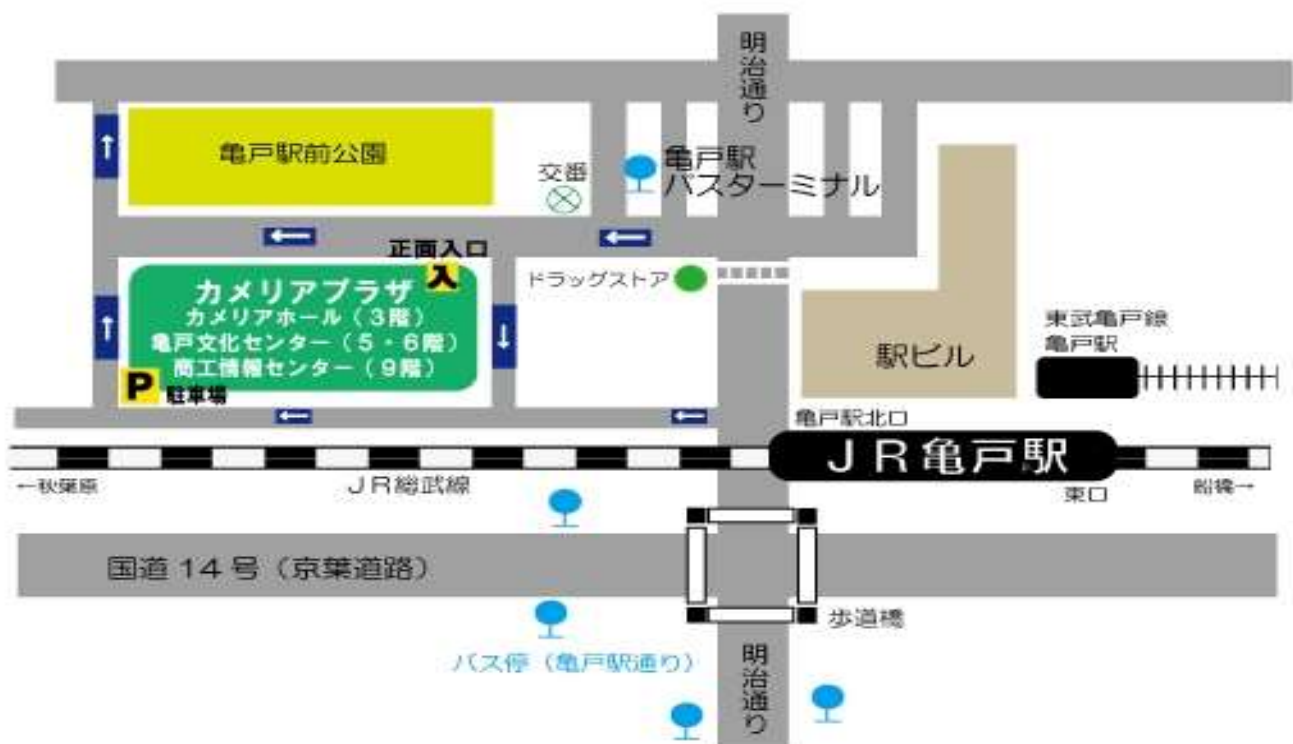 明治通り
亀戸駅前公園
交番
亀戸駅
バスターミナル
正面入口
入
カメリアプラザ
カメリアホール（3階）
亀戸文化センター（5・6階）
商工情報センター（9階）
P 駐車場
ドラッグストア
駅ビル
東武亀戸線
亀戸駅
亀戸駅北口
JR亀戸駅
←秋葉原
JR総武線
東口
船橋→
国道14号（京葉道路）
歩道橋
バス停（亀戸駅通り）
明治通り